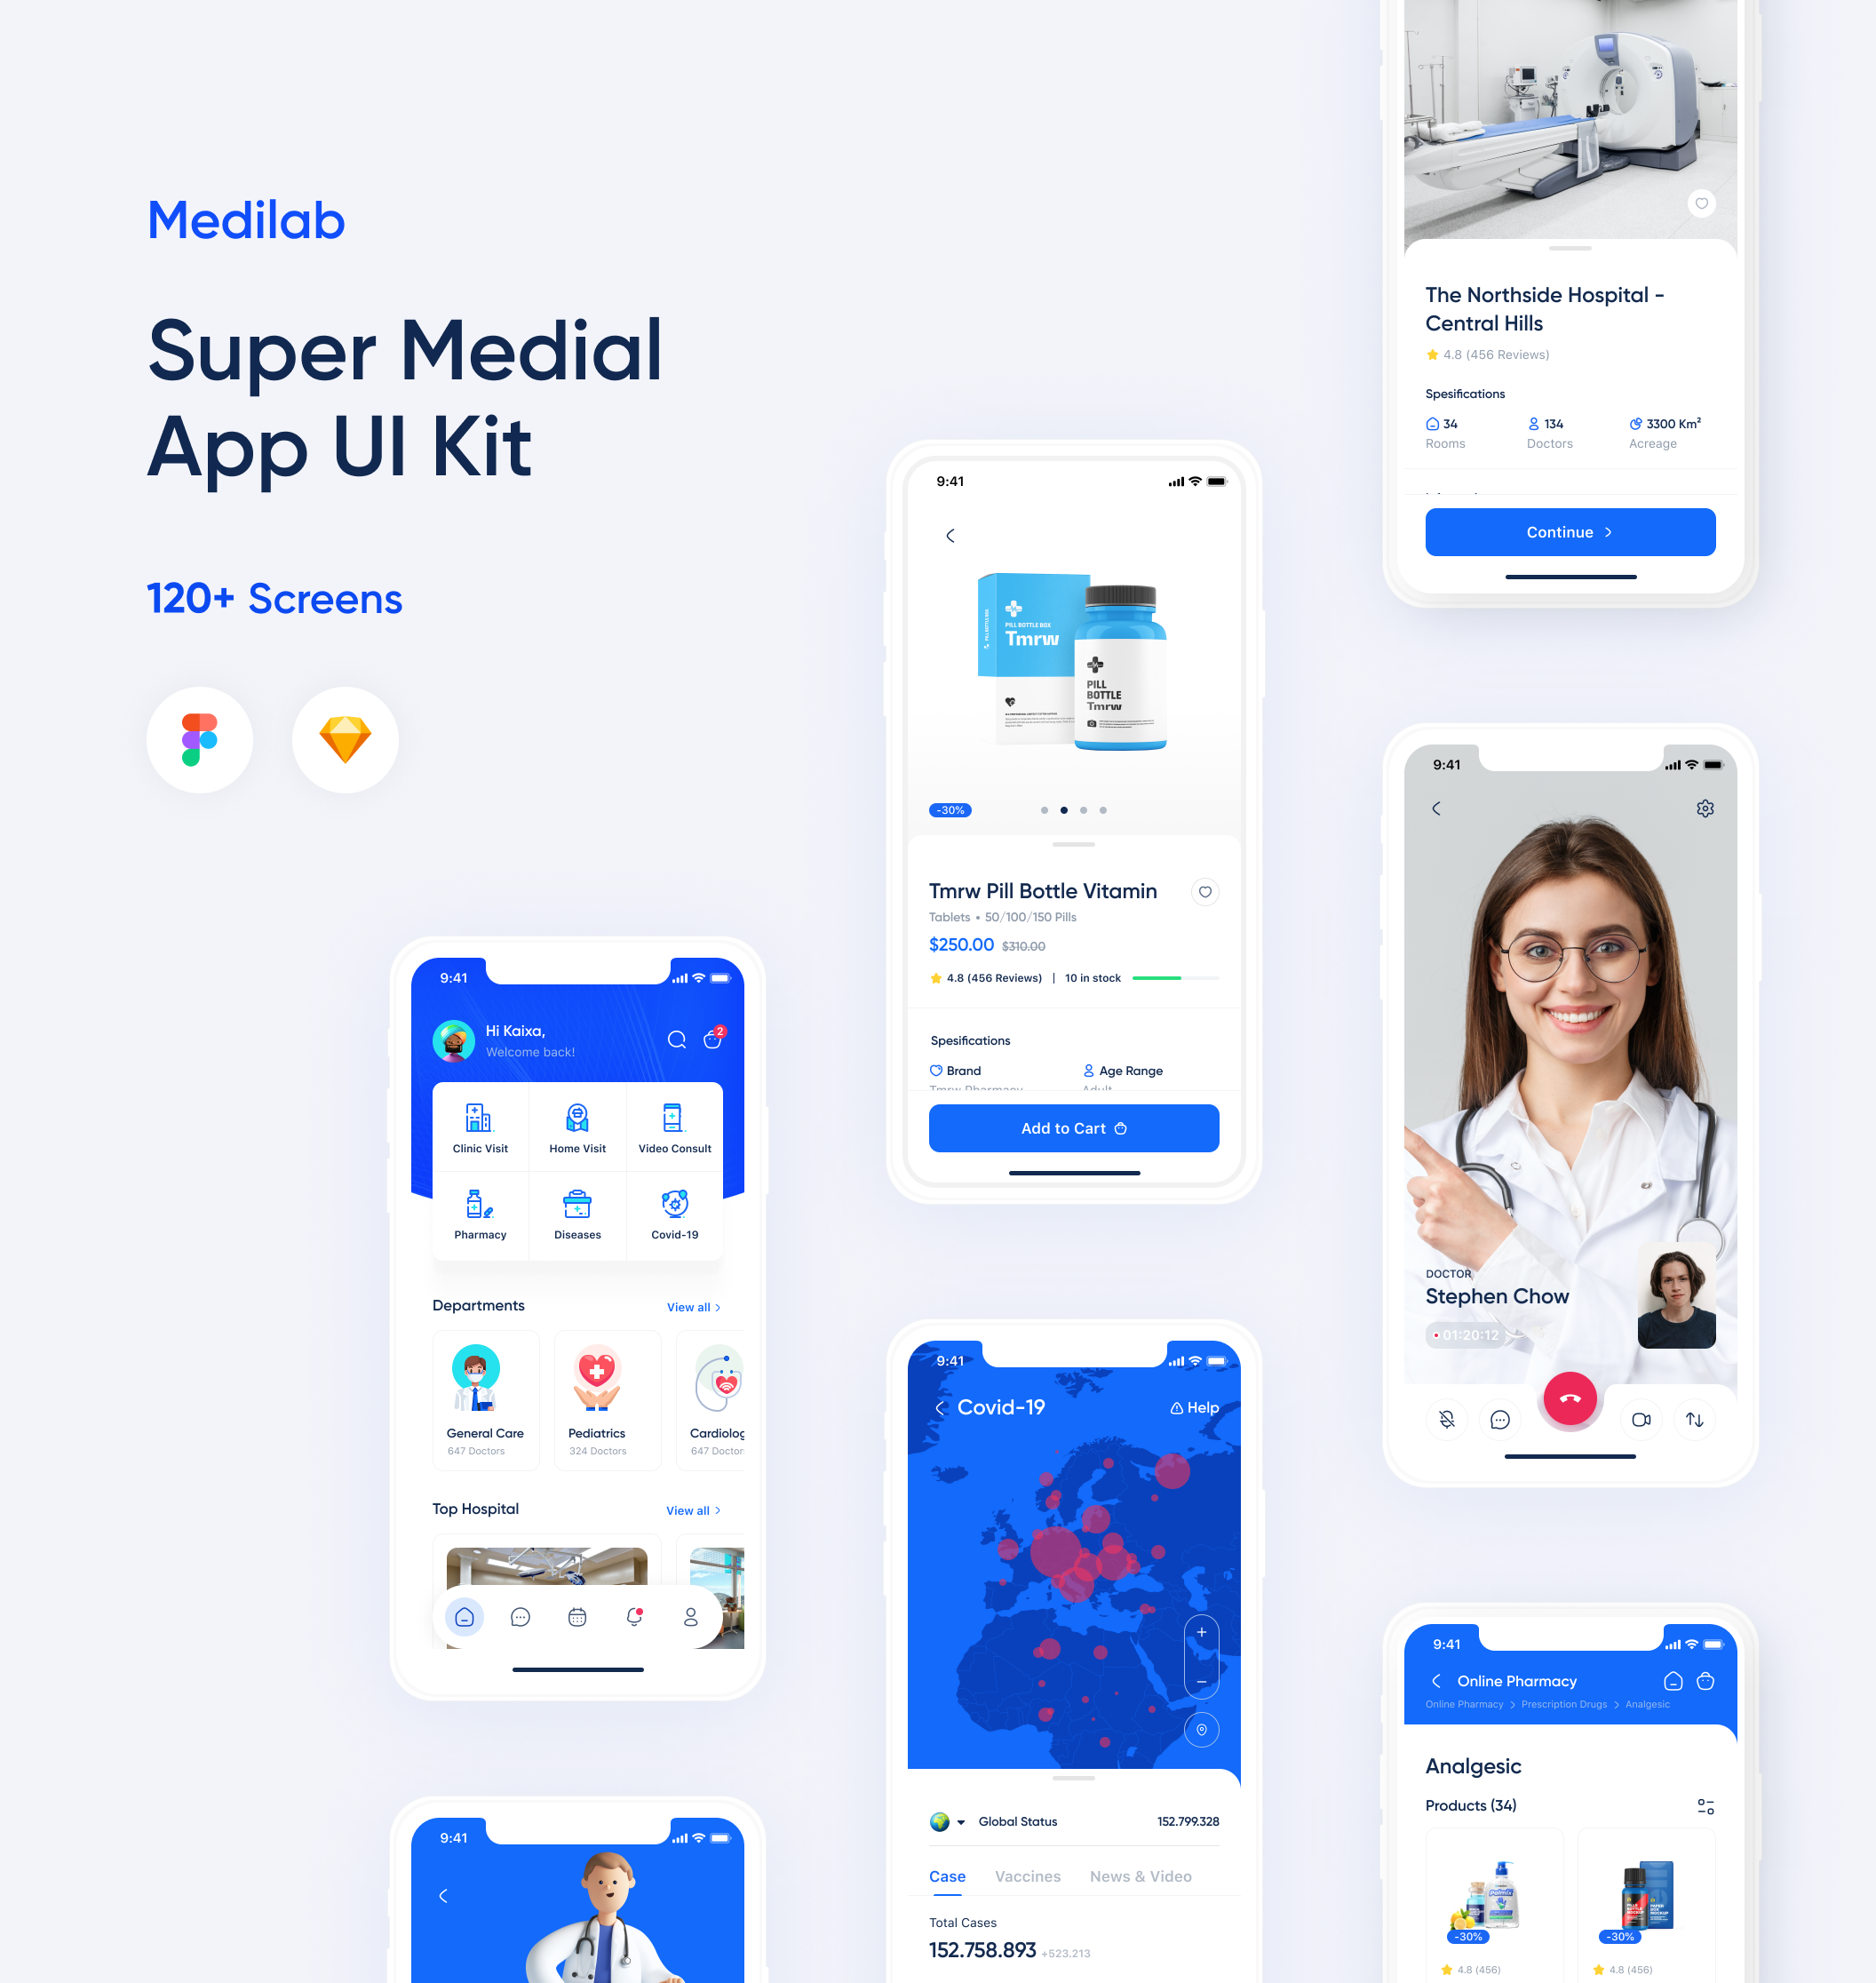 Medilab
Super Medial
App UI Kit
120+ Screens
9:41
Hi Kaixa,
Welcome back!
2
Clinic Visit
Home Visit
Video Consult
Pharmacy
Diseases
Covid-19
Departments
View all
General Care
647 Doctors
Pediatrics
324 Doctors
Cardiolog
647 Doctor
Top Hospital
View all
9:41
9:41
PILL BOTTLE BOX
Tmrw
PILL
BOTTLE
Tmrw
-30%
Tmrw Pill Bottle Vitamin
Tablets • 50/100/150 Pills
$250.00 $310.00
4.8 (456 Reviews) | 10 in stock
Spesifications
Brand
Age Range
Tmrw Pharmacy
Adult
Add to Cart
9:41
Covid-19
Help
Global Status
152.799.328
Case
Vaccines
News & Video
Total Cases
152.758.893 +523.213
The Northside Hospital -
Central Hills
4.8 (456 Reviews)
Spesifications
34
Rooms
134
Doctors
3300 Km²
Acreage
Continue
9:41
DOCTOR
Stephen Chow
01:20:12
9:41
Online Pharmacy
Online Pharmacy > Prescription Drugs > Analgesic
Analgesic
Products (34)
-30%
4.8 (456)
-30%
4.8 (456)